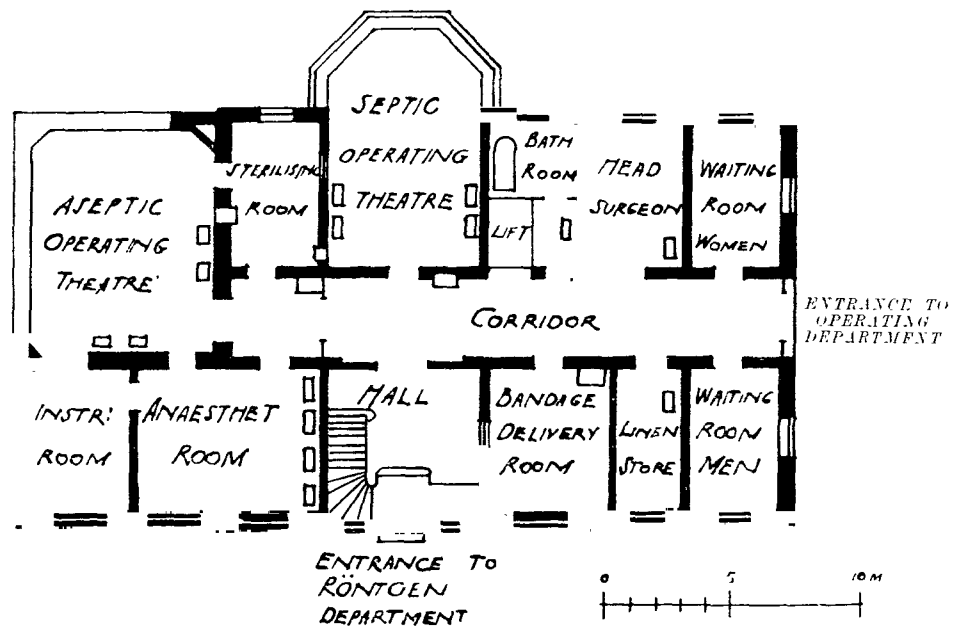 SEPTIC
OPERATING
THEATRE
BATH
ROOM
HEAD
SURGEON
WAITING
ROOM
WOMEN
STERILISING
ROOM
ASEPTIC
OPERATING
THEATRE
LIFT
CORRIDOR
ENTRANCE TO
OPERATING
DEPARTMENT
INSTR:
ROOM
ANAESTHET
ROOM
HALL
BANDAGE
DELIVERY
ROOM
LINEN
STORE
WAITING
ROOM
MEN
ENTRANCE TO
RÖNTGEN
DEPARTMENT
0 5 10 M